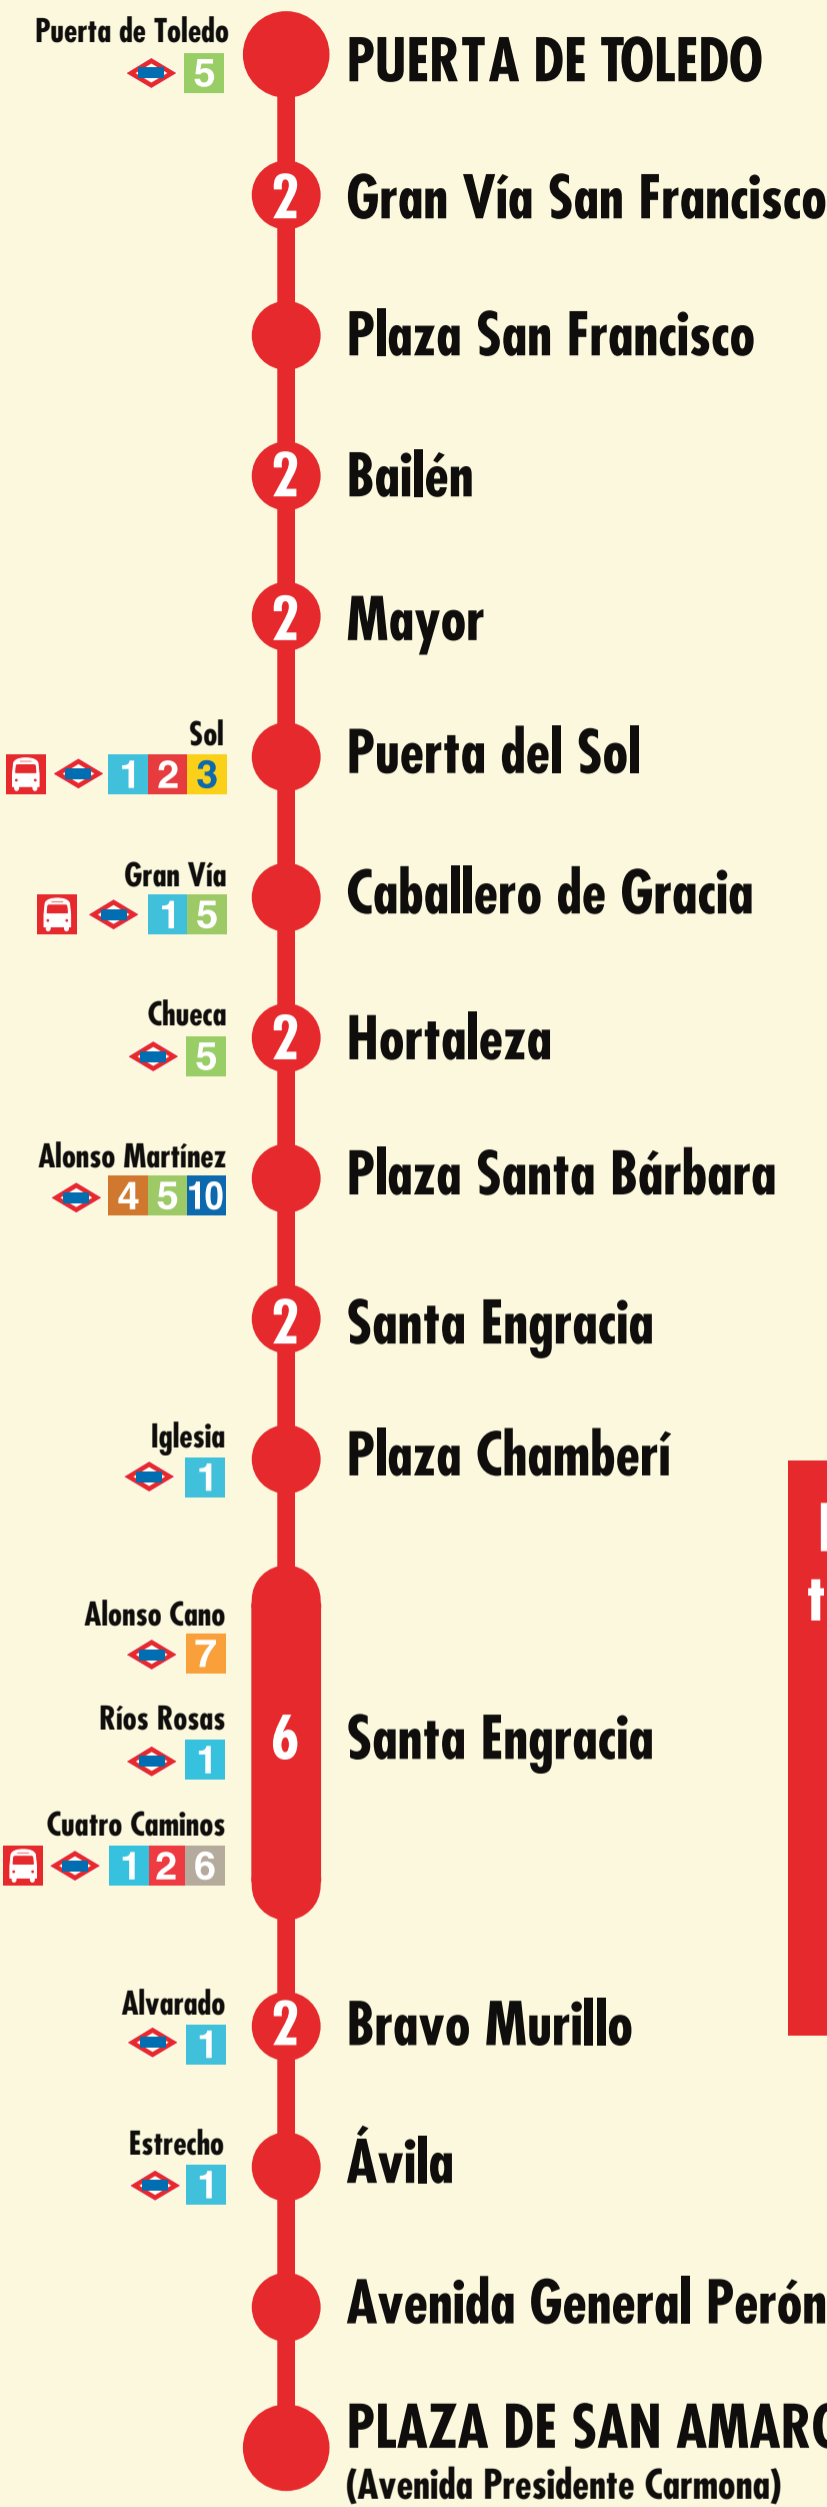 Puerta de Toledo
5
PUERTA DE TOLEDO
2
Gran Vía San Francisco
Plaza San Francisco
2
Bailén
2
Mayor
Sol
1 2 3
Puerta del Sol
Gran Vía
1 5
Caballero de Gracia
Chueca
5
2
Hortaleza
Alonso Martínez
4 5 10
Plaza Santa Bárbara
2
Santa Engracia
Iglesia
1
Plaza Chamberí
t
Alonso Cano
7
Ríos Rosas
1
6
Santa Engracia
Cuatro Caminos
1 2 6
Alvarado
1
2
Bravo Murillo
Estrecho
1
Ávila
Avenida General Perón
PLAZA DE SAN AMARO
(Avenida Presidente Carmona)